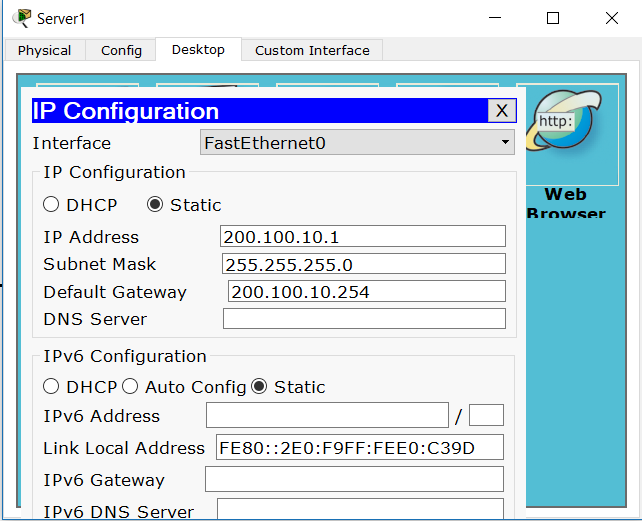 Server1
Physical Config Desktop Custom Interface
IP Configuration X
http:
Interface FastEthernet0
IP Configuration
DHCP Static
Web
Browser
IP Address 200.100.10.1
Subnet Mask 255.255.255.0
Default Gateway 200.100.10.254
DNS Server
IPv6 Configuration
DHCP Auto Config Static
IPv6 Address /
Link Local Address FE80::2E0:F9FF:FEE0:C39D
IPv6 Gateway
IPv6 DNS Server